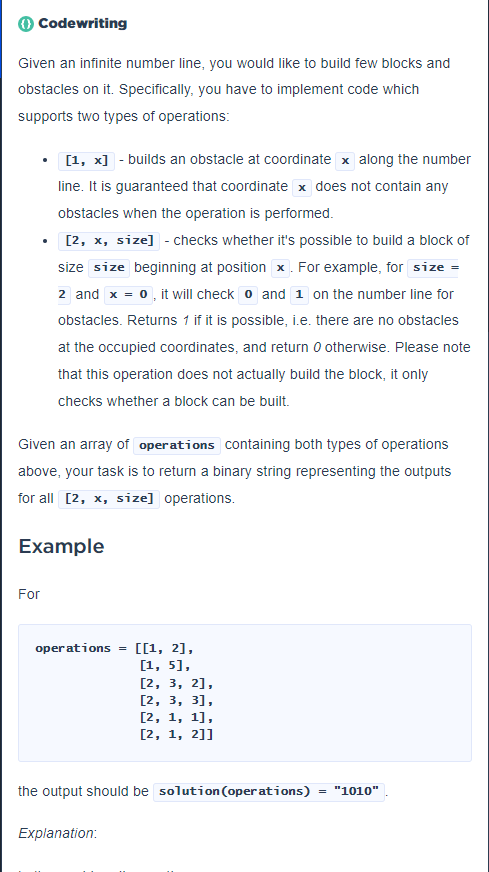 Codewriting
Given an infinite number line, you would like to build few blocks and
obstacles on it. Specifically, you have to implement code which
supports two types of operations:
• [1, x] - builds an obstacle at coordinate x along the number
line. It is guaranteed that coordinate x does not contain any
obstacles when the operation is performed.
• [2, x, size] - checks whether it's possible to build a block of
size size beginning at position x . For example, for size =
2 and x = 0 , it will check 0 and 1 on the number line for
obstacles. Returns 1 if it is possible, i.e. there are no obstacles
at the occupied coordinates, and return 0 otherwise. Please note
that this operation does not actually build the block, it only
checks whether a block can be built.
Given an array of operations containing both types of operations
above, your task is to return a binary string representing the outputs
for all [2, x, size] operations.
Example
For
operations = [[1, 2],
[1, 5],
[2, 3, 2],
[2, 3, 3],
[2, 1, 1],
[2, 1, 2]]
the output should be solution(operations) = "1010" .
Explanation: